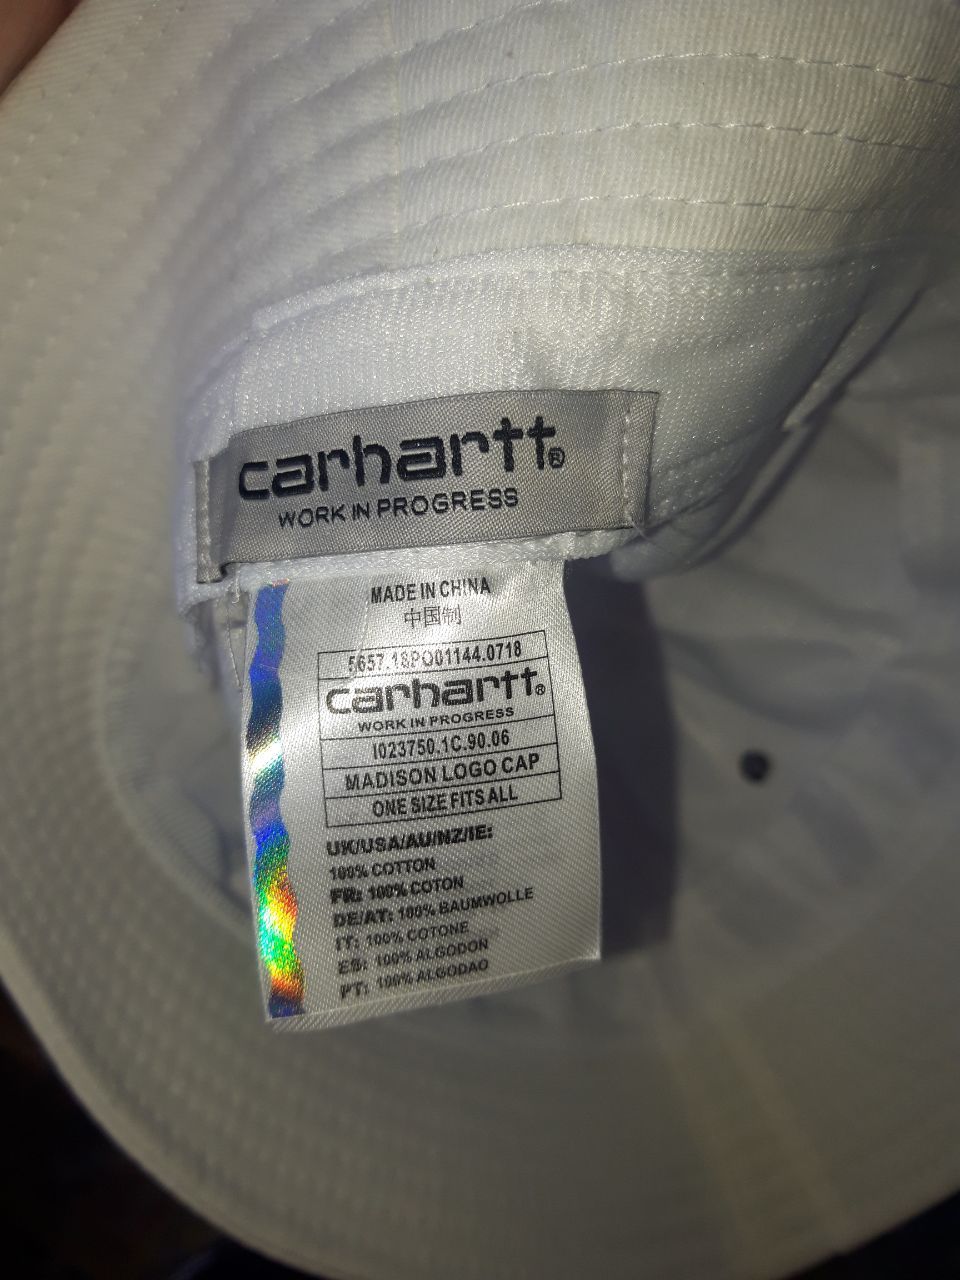 carhartt®
WORK IN PROGRESS
MADE IN CHINA
中国制
5657.18PO01144.0718
carhartt®
WORK IN PROGRESS
I023750.1C.90.06
MADISON LOGO CAP
ONE SIZE FITS ALL
UK/USA/AU/NZ/IE:
100% COTTON
FR: 100% COTON
DE/AT: 100% BAUMWOLLE
IT: 100% COTONE
ES: 100% ALGODON
PT: 100% ALGODAO